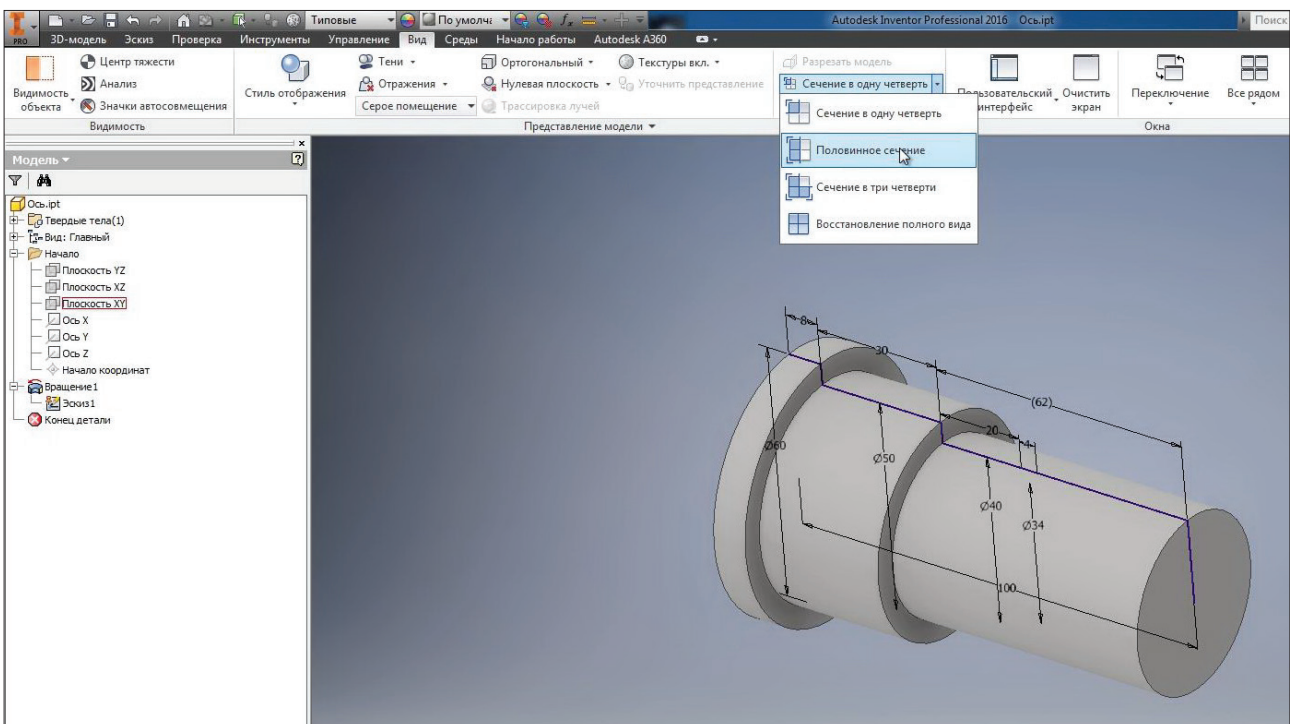 Типовые По умолч Autodesk Inventor Professional 2016 Ось.ipt Поиск
PRO 3D-модель Эскиз Проверка Инструменты Управление Вид Среды Начало работы Autodesk A360
Видимость объекта
Центр тяжести
Анализ
Значки автосовмещения
Видимость
Стиль отображения
Тени
Отражения
Серое помещение
Ортогональный
Нулевая плоскость
Трассировка лучей
Текстуры вкл.
Уточнить представление
Представление модели
Разрезать модель
Сечение в одну четверть
Сечение в одну четверть
Половинное сечение
Сечение в три четверти
Восстановление полного вида
Пользовательский
интерфейс
Очистить
экран
Переключение
Все рядом
Окна
Модель
Ось.ipt
Твердые тела(1)
Вид: Главный
Начало
Плоскость YZ
Плоскость XZ
Плоскость XY
Ось X
Ось Y
Ось Z
Начало координат
Вращение1
Эскиз1
Конец детали
8
30
(62)
20
4
Ø60
Ø50
Ø40
Ø34
100